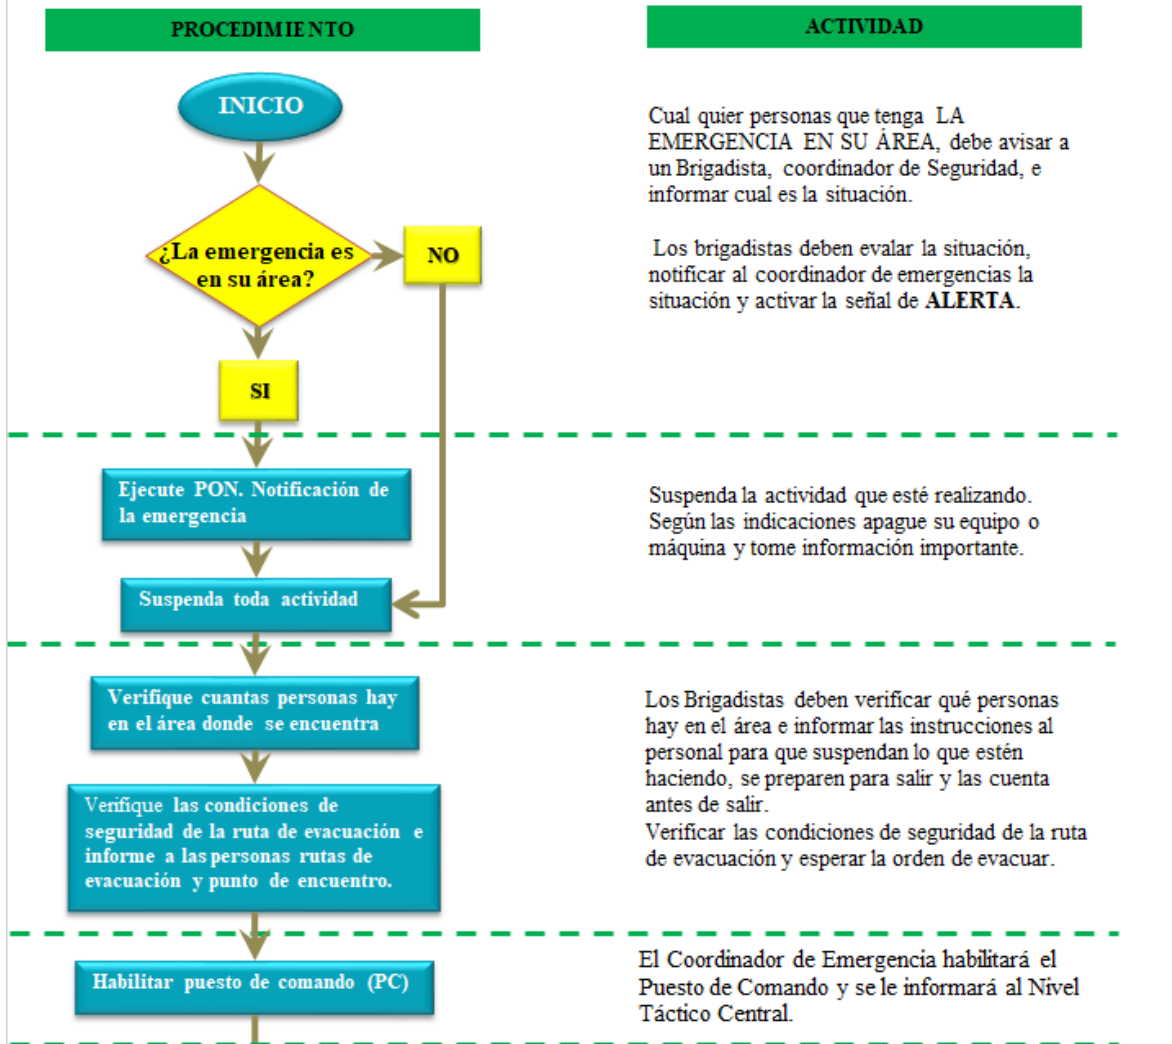 PROCEDIMIENTO
ACTIVIDAD
INICIO
¿La emergencia es
en su área?
NO
SI
Cual quier personas que tenga LA
EMERGENCIA EN SU ÁREA, debe avisar a
un Brigadista, coordinador de Seguridad, e
informar cual es la situación.
Los brigadistas deben evalar la situación,
notificar al coordinador de emergencias la
situación y activar la señal de ALERTA.
Ejecute PON. Notificación de
la emergencia
Suspenda toda actividad
Suspenda la actividad que esté realizando.
Según las indicaciones apague su equipo o
máquina y tome información importante.
Verifique cuantas personas hay
en el área donde se encuentra
Verifique las condiciones de
seguridad de la ruta de evacuación e
informe a las personas rutas de
evacuación y punto de encuentro.
Los Brigadistas deben verificar qué personas
hay en el área e informar las instrucciones al
personal para que suspendan lo que estén
haciendo, se preparen para salir y las cuenta
antes de salir.
Verificar las condiciones de seguridad de la ruta
de evacuación y esperar la orden de evacuar.
Habilitar puesto de comando (PC)
El Coordinador de Emergencia habilitará el
Puesto de Comando y se le informará al Nivel
Táctico Central.